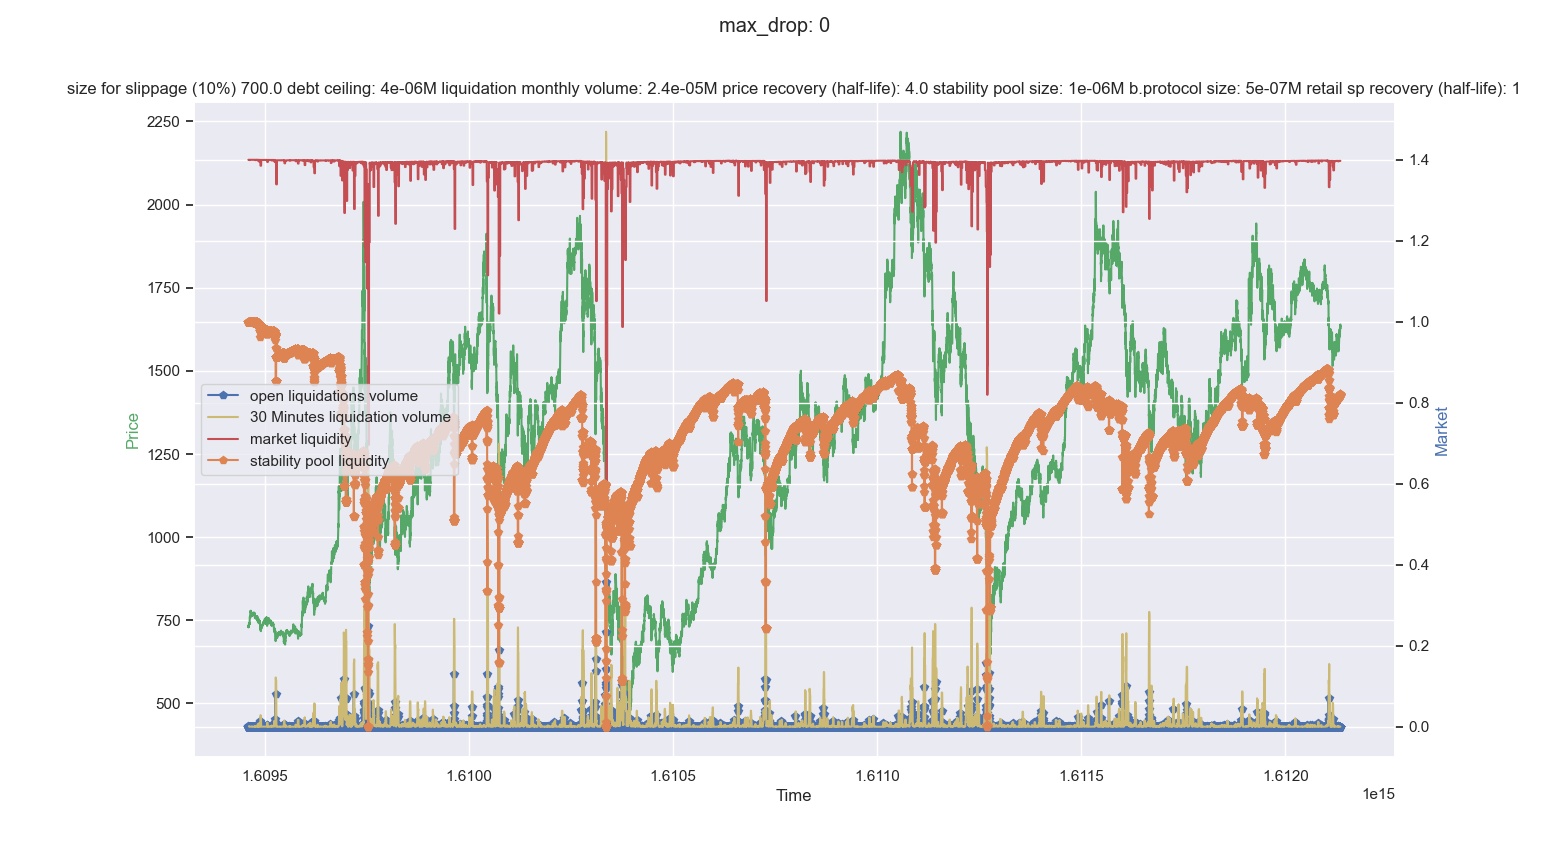 max_drop: 0
size for slippage (10%) 700.0 debt ceiling: 4e-06M liquidation monthly volume: 2.4e-05M price recovery (half-life): 4.0 stability pool size: 1e-06M b.protocol size: 5e-07M retail sp recovery (half-life): 1
2250
2000
1750
1500
1250
1000
750
500
Price
open liquidations volume
30 Minutes liquidation volume
market liquidity
stability pool liquidity
1.4
1.2
1.0
0.8
0.6
0.4
0.2
0.0
Market
1.6095 1.6100 1.6105 1.6110 1.6115 1.6120
Time
1e15